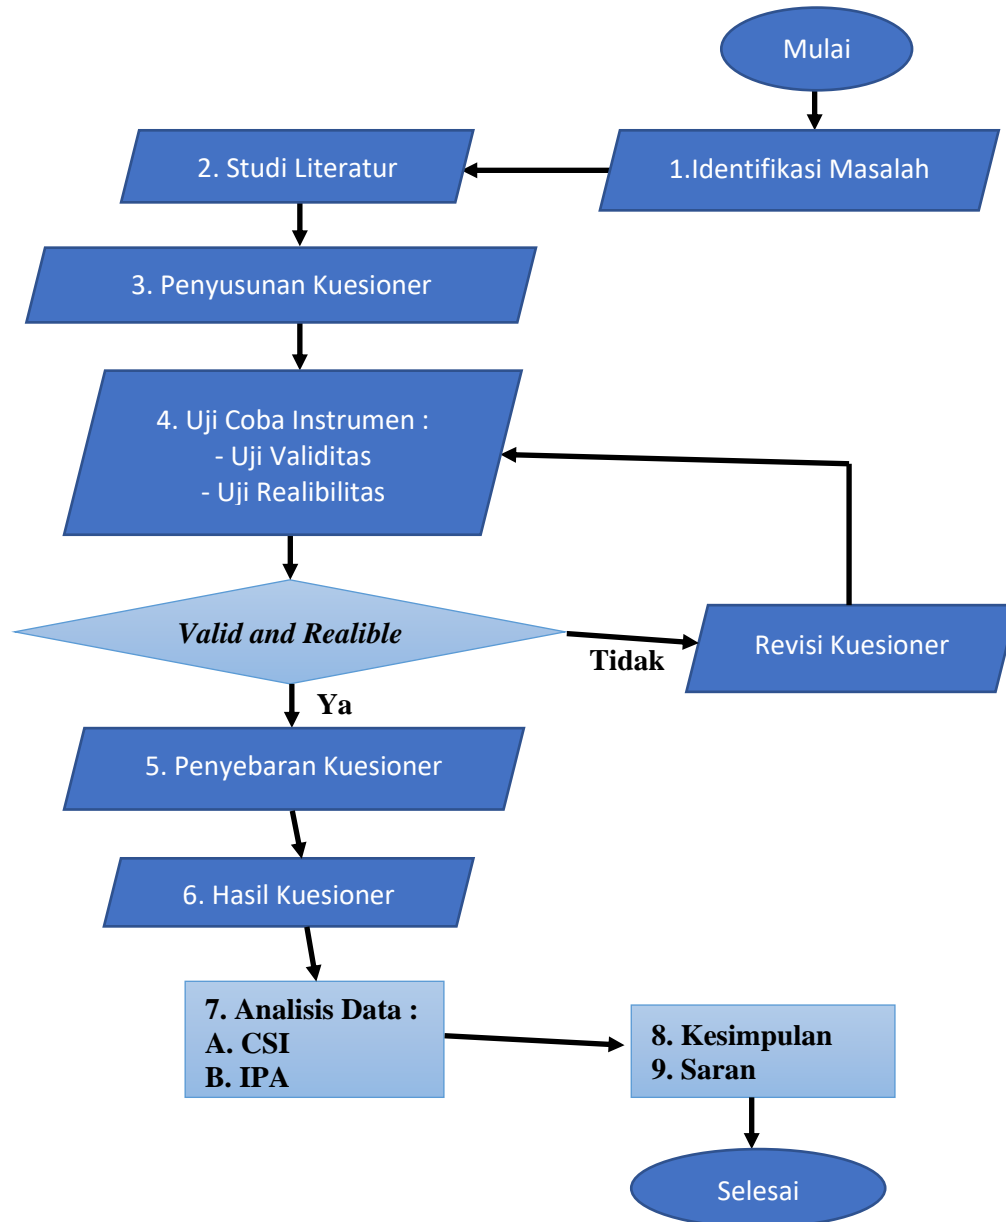 Mulai
1.Identifikasi Masalah
2. Studi Literatur
3. Penyusunan Kuesioner
4. Uji Coba Instrumen :
- Uji Validitas
- Uji Realibilitas
Valid and Realible
Tidak
Revisi Kuesioner
Ya
5. Penyebaran Kuesioner
6. Hasil Kuesioner
7. Analisis Data :
A. CSI
B. IPA
8. Kesimpulan
9. Saran
Selesai